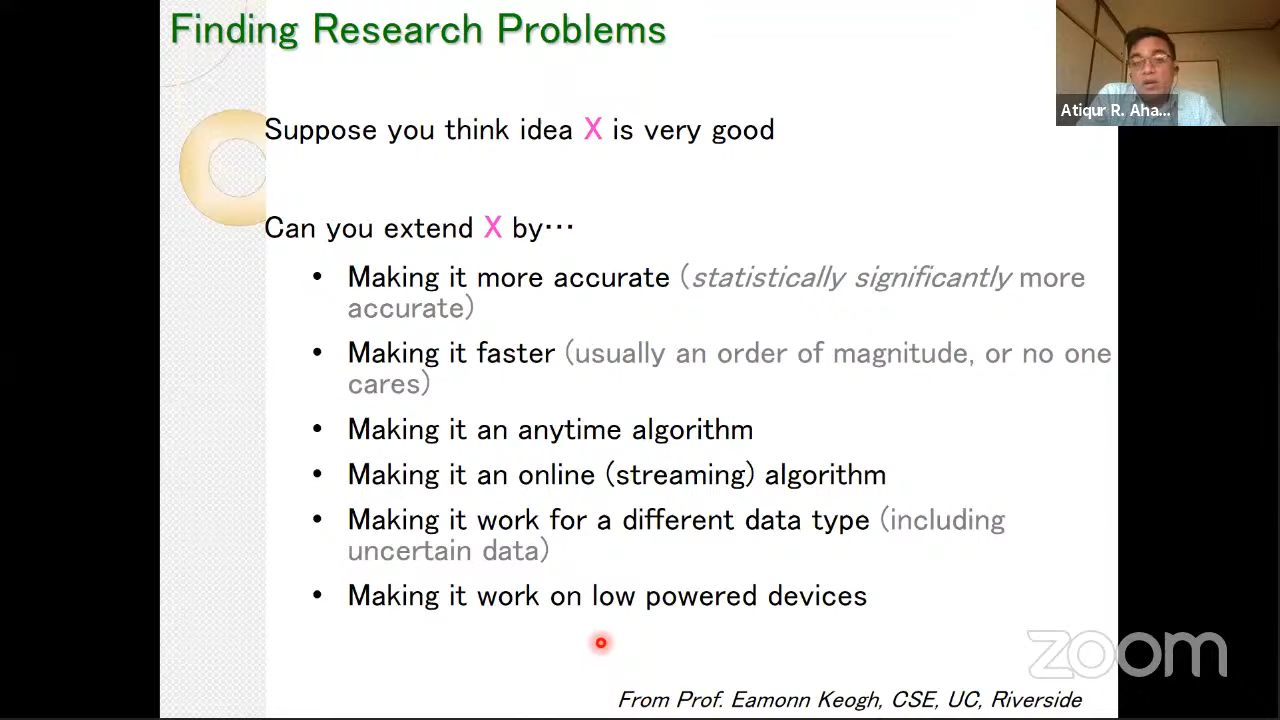 Finding Research Problems
Atiqur R. Aha...
Suppose you think idea X is very good
Can you extend X by…
• Making it more accurate (statistically significantly more
accurate)
• Making it faster (usually an order of magnitude, or no one
cares)
• Making it an anytime algorithm
• Making it an online (streaming) algorithm
• Making it work for a different data type (including
uncertain data)
• Making it work on low powered devices
zoom
From Prof. Eamonn Keogh, CSE, UC, Riverside